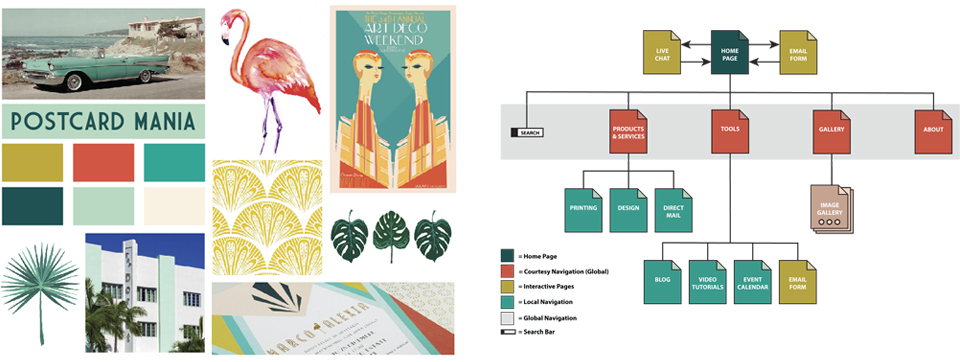 THE 34TH ANNUAL
ART DECO
WEEKEND
POSTCARD MANIA
MARCO
ALEXIA
LIVE
CHAT
HOME
PAGE
EMAIL
FORM
SEARCH
PRODUCTS
& SERVICES
TOOLS
GALLERY
ABOUT
PRINTING
DESIGN
DIRECT
MAIL
IMAGE
GALLERY
BLOG
VIDEO
TUTORIALS
EVENT
CALENDAR
EMAIL
FORM
= Home Page
= Courtesy Navigation (Global)
= Interactive Pages
= Local Navigation
= Global Navigation
= Search Bar